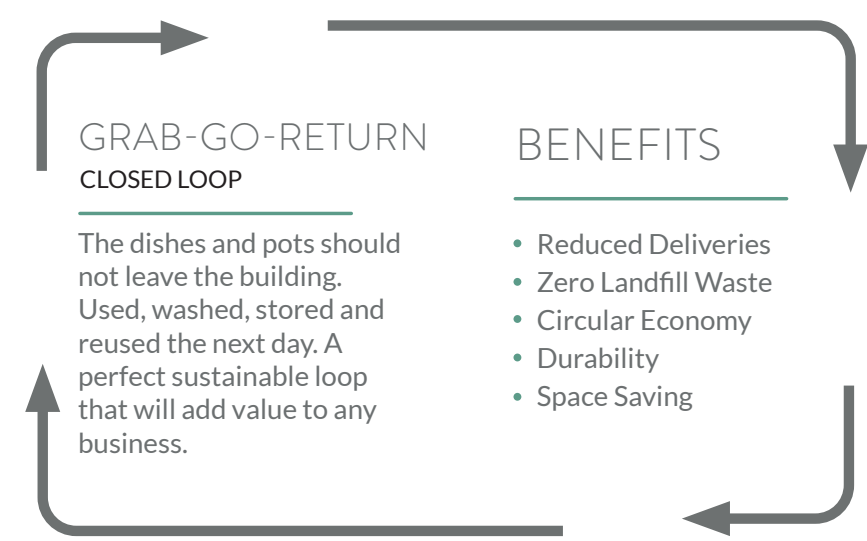 GRAB-GO-RETURN
CLOSED LOOP
The dishes and pots should
not leave the building.
Used, washed, stored and
reused the next day. A
perfect sustainable loop
that will add value to any
business.
BENEFITS
• Reduced Deliveries
• Zero Landfill Waste
• Circular Economy
• Durability
• Space Saving